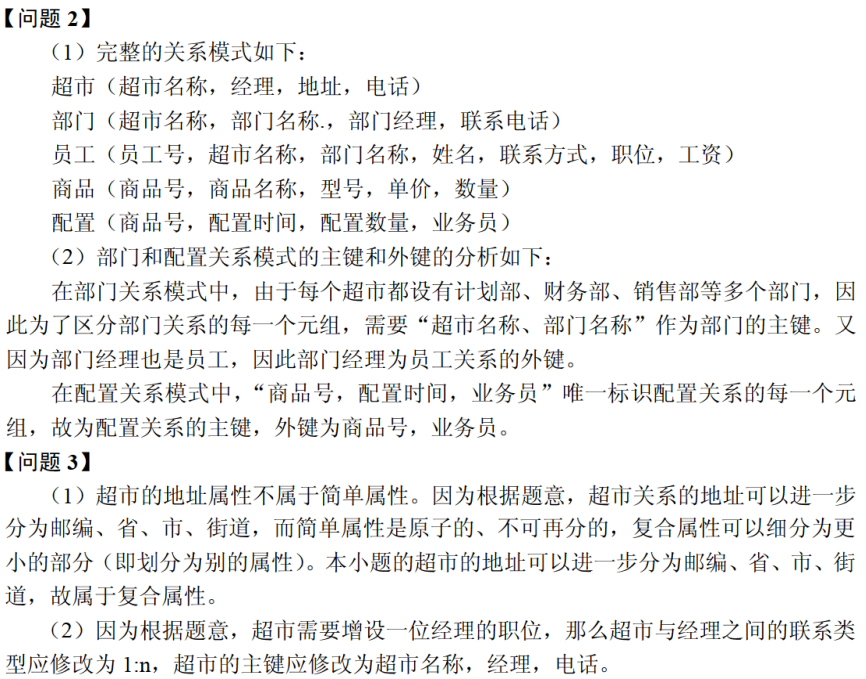 【问题 2】
（1）完整的关系模式如下：
超市（超市名称，经理，地址，电话）
部门（超市名称，部门名称.，部门经理，联系电话）
员工（员工号，超市名称，部门名称，姓名，联系方式，职位，工资）
商品（商品号，商品名称，型号，单价，数量）
配置（商品号，配置时间，配置数量，业务员）
（2）部门和配置关系模式的主键和外键的分析如下：
在部门关系模式中，由于每个超市都设有计划部、财务部、销售部等多个部门，因
此为了区分部门关系的每一个元组，需要“超市名称、部门名称”作为部门的主键。又
因为部门经理也是员工，因此部门经理为员工关系的外键。
在配置关系模式中，“商品号，配置时间，业务员”唯一标识配置关系的每一个元
组，故为配置关系的主键，外键为商品号，业务员。
【问题 3】
（1）超市的地址属性不属于简单属性。因为根据题意，超市关系的地址可以进一步
分为邮编、省、市、街道，而简单属性是原子的、不可再分的，复合属性可以细分为更
小的部分（即划分为别的属性）。本小题的超市的地址可以进一步分为邮编、省、市、街
道，故属于复合属性。
（2）因为根据题意，超市需要增设一位经理的职位，那么超市与经理之间的联系类
型应修改为 1:n，超市的主键应修改为超市名称，经理，电话。